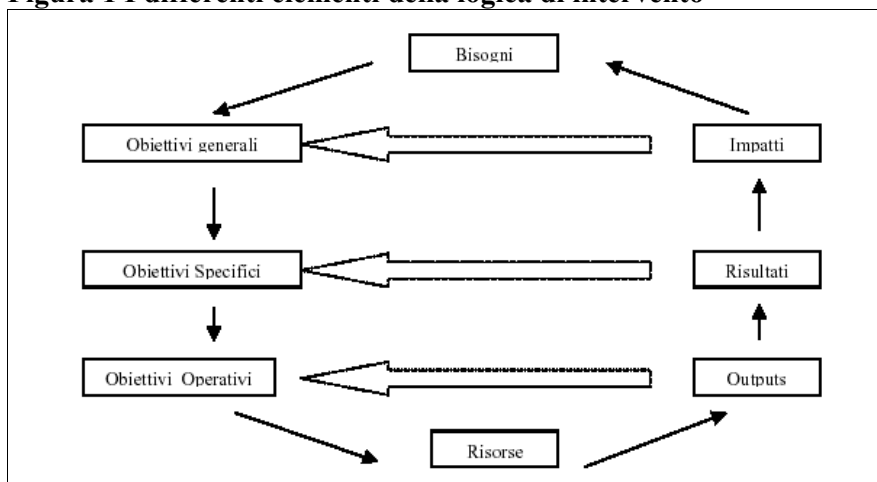 Figura 1 I differenti elementi della logica di intervento
Bisogni
Obiettivi generali
Impatti
Obiettivi Specifici
Risultati
Obiettivi Operativi
Outputs
Risorse